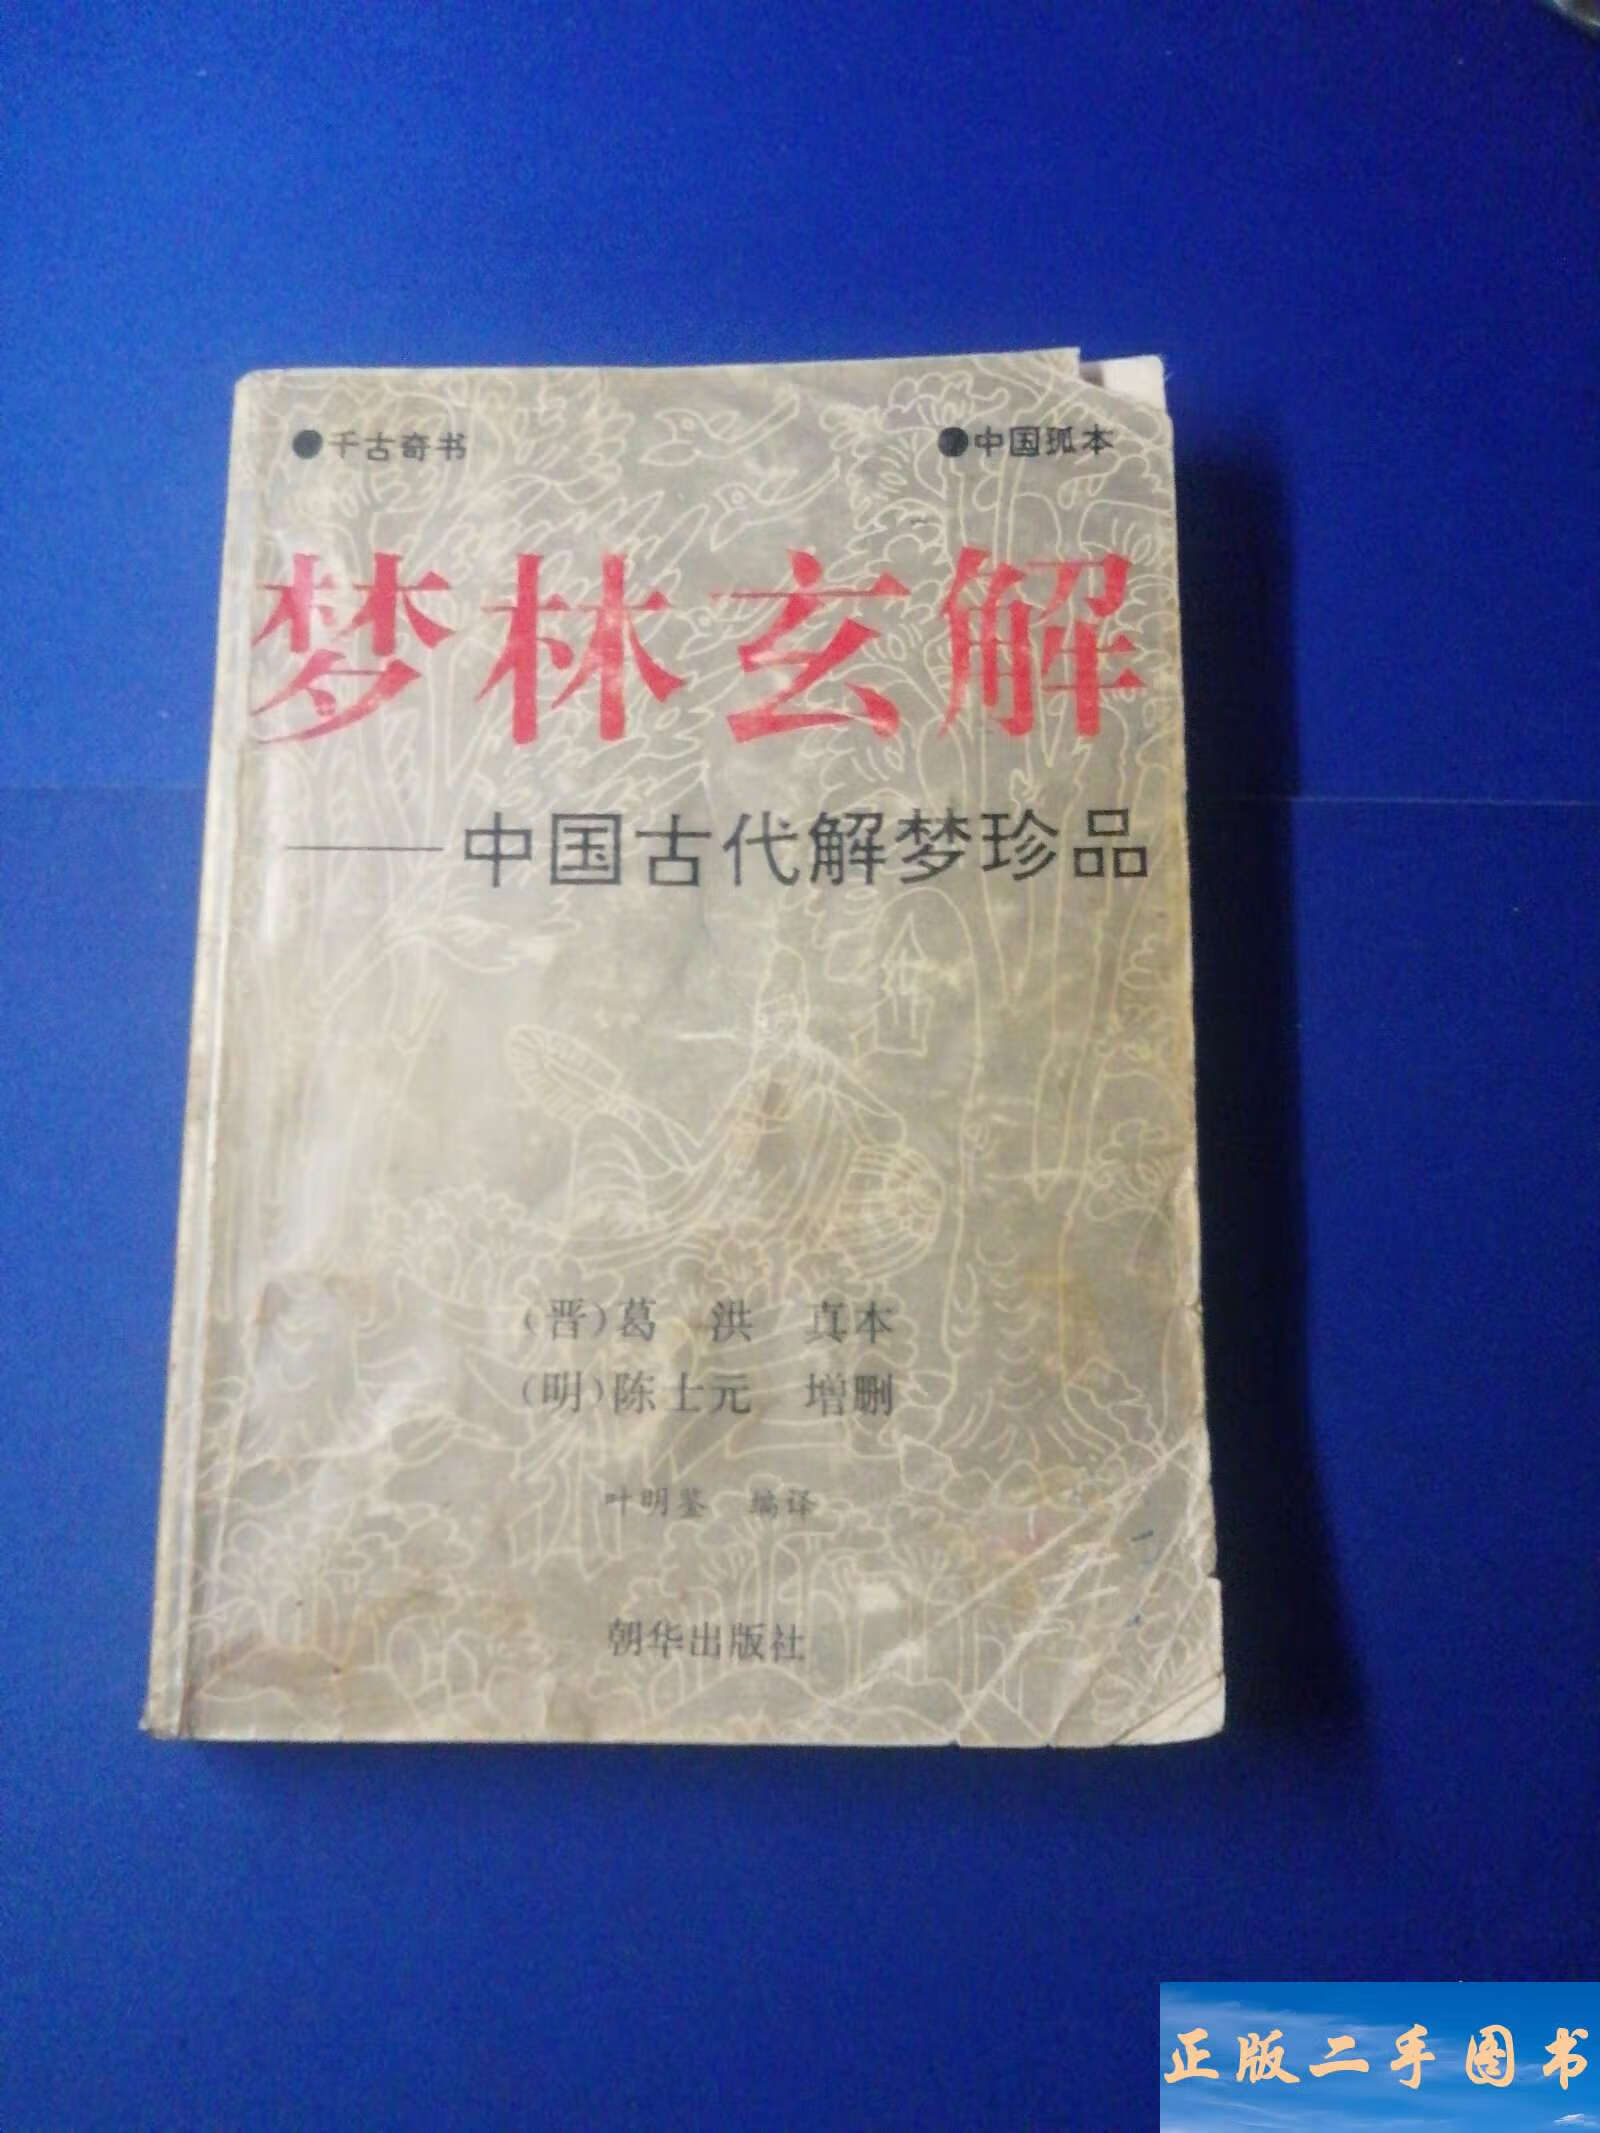 ●千古奇书
●中国孤本
梦林玄解
——中国古代解梦珍品
（晋）葛 洪 真本
（明）陈士元 增删
叶明鉴 编译
朝华出版社
正版二手图书